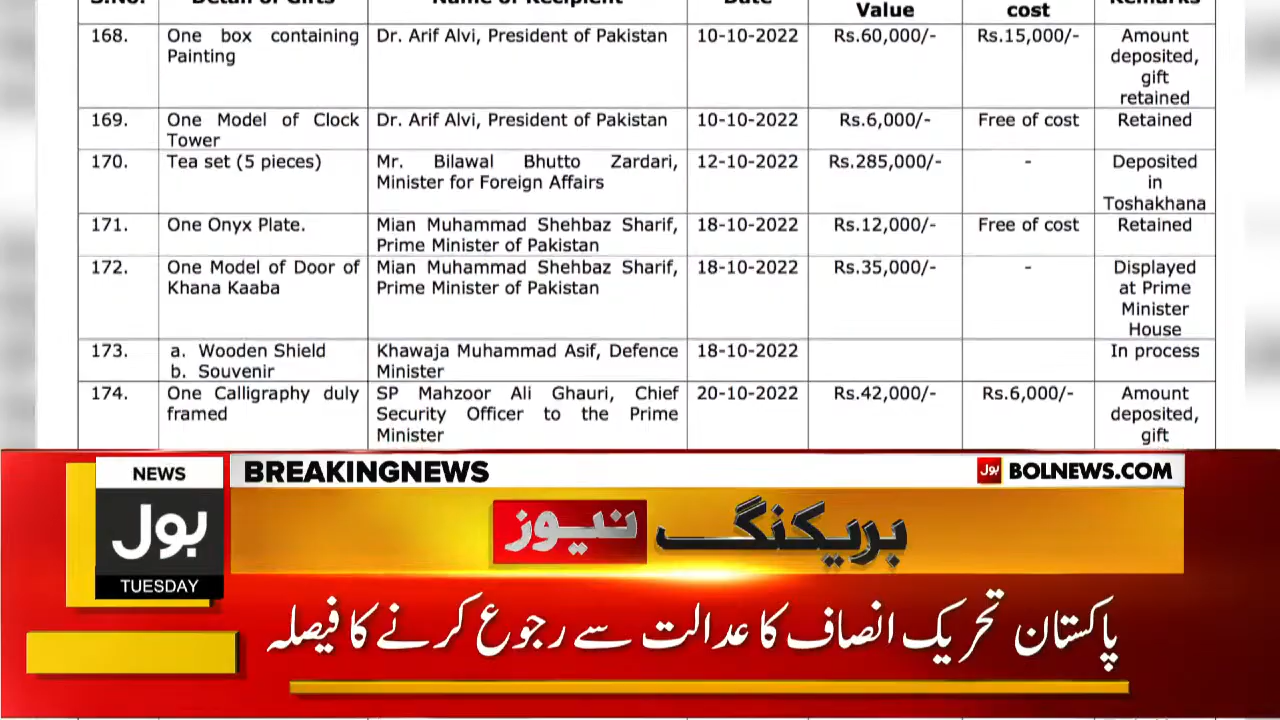 S.No. Detail of Gifts Name of Recipient Date Value cost Remarks
168. One box containing Painting Dr. Arif Alvi, President of Pakistan 10-10-2022 Rs.60,000/- Rs.15,000/- Amount deposited, gift retained
169. One Model of Clock Tower Dr. Arif Alvi, President of Pakistan 10-10-2022 Rs.6,000/- Free of cost Retained
170. Tea set (5 pieces) Mr. Bilawal Bhutto Zardari, Minister for Foreign Affairs 12-10-2022 Rs.285,000/- - Deposited in Toshakhana
171. One Onyx Plate. Mian Muhammad Shehbaz Sharif, Prime Minister of Pakistan 18-10-2022 Rs.12,000/- Free of cost Retained
172. One Model of Door of Khana Kaaba Mian Muhammad Shehbaz Sharif, Prime Minister of Pakistan 18-10-2022 Rs.35,000/- - Displayed at Prime Minister House
173. a. Wooden Shield b. Souvenir Khawaja Muhammad Asif, Defence Minister 18-10-2022 In process
174. One Calligraphy duly framed SP Mahzoor Ali Ghauri, Chief Security Officer to the Prime Minister 20-10-2022 Rs.42,000/- Rs.6,000/- Amount deposited, gift
NEWS
بول
TUESDAY
BREAKINGNEWS
بول BOLNEWS.COM
بریکنگ نیوز
پاکستان تحریک انصاف کا عدالت سے رجوع کرنے کا فیصلہ